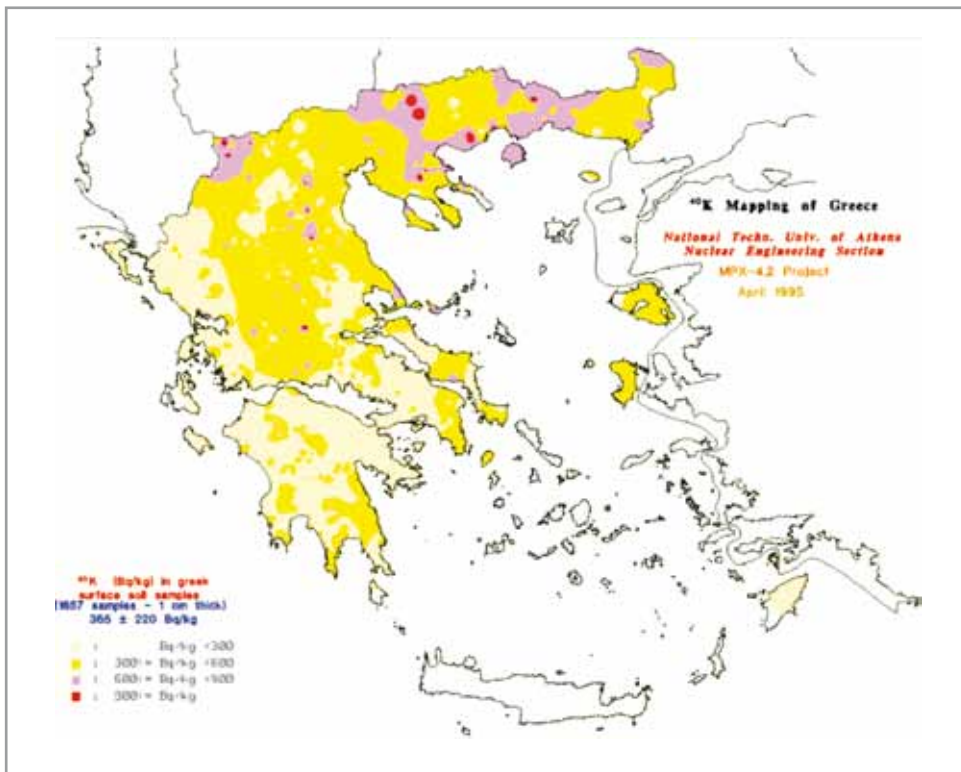 ⁴⁰K Mapping of Greece
National Techn. Univ. of Athens
Nuclear Engineering Section
MPX-4.2 Project
April 1995
⁴⁰K (Bq/kg) in greek
surface soil samples
(1657 samples - 1 cm thick)
365 ± 220 Bq/kg
: Bq/kg <300
: 300<= Bq/kg <600
: 600<= Bq/kg <900
: 900<= Bq/kg